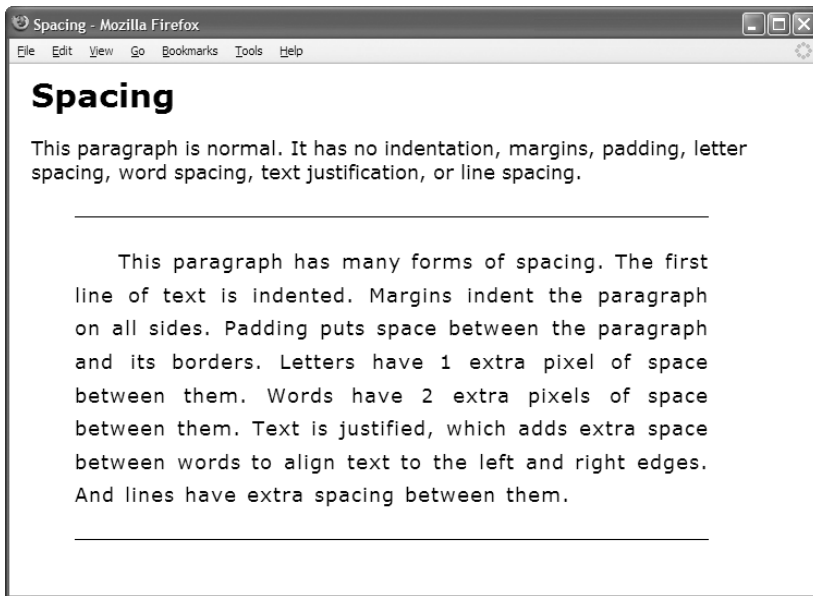 Spacing - Mozilla Firefox
File Edit View Go Bookmarks Tools Help
Spacing
This paragraph is normal. It has no indentation, margins, padding, letter
spacing, word spacing, text justification, or line spacing.
This paragraph has many forms of spacing. The first
line of text is indented. Margins indent the paragraph
on all sides. Padding puts space between the paragraph
and its borders. Letters have 1 extra pixel of space
between them. Words have 2 extra pixels of space
between them. Text is justified, which adds extra space
between words to align text to the left and right edges.
And lines have extra spacing between them.